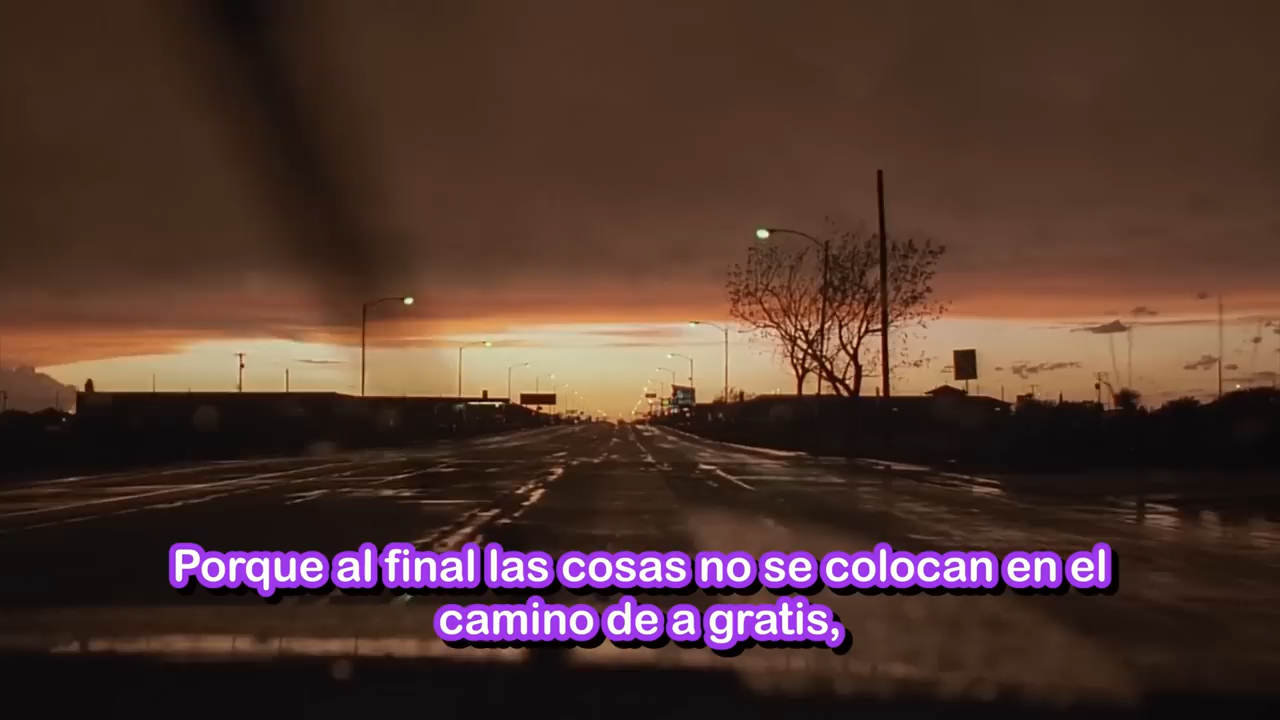 Porque al final las cosas no se colocan en el
camino de a gratis,